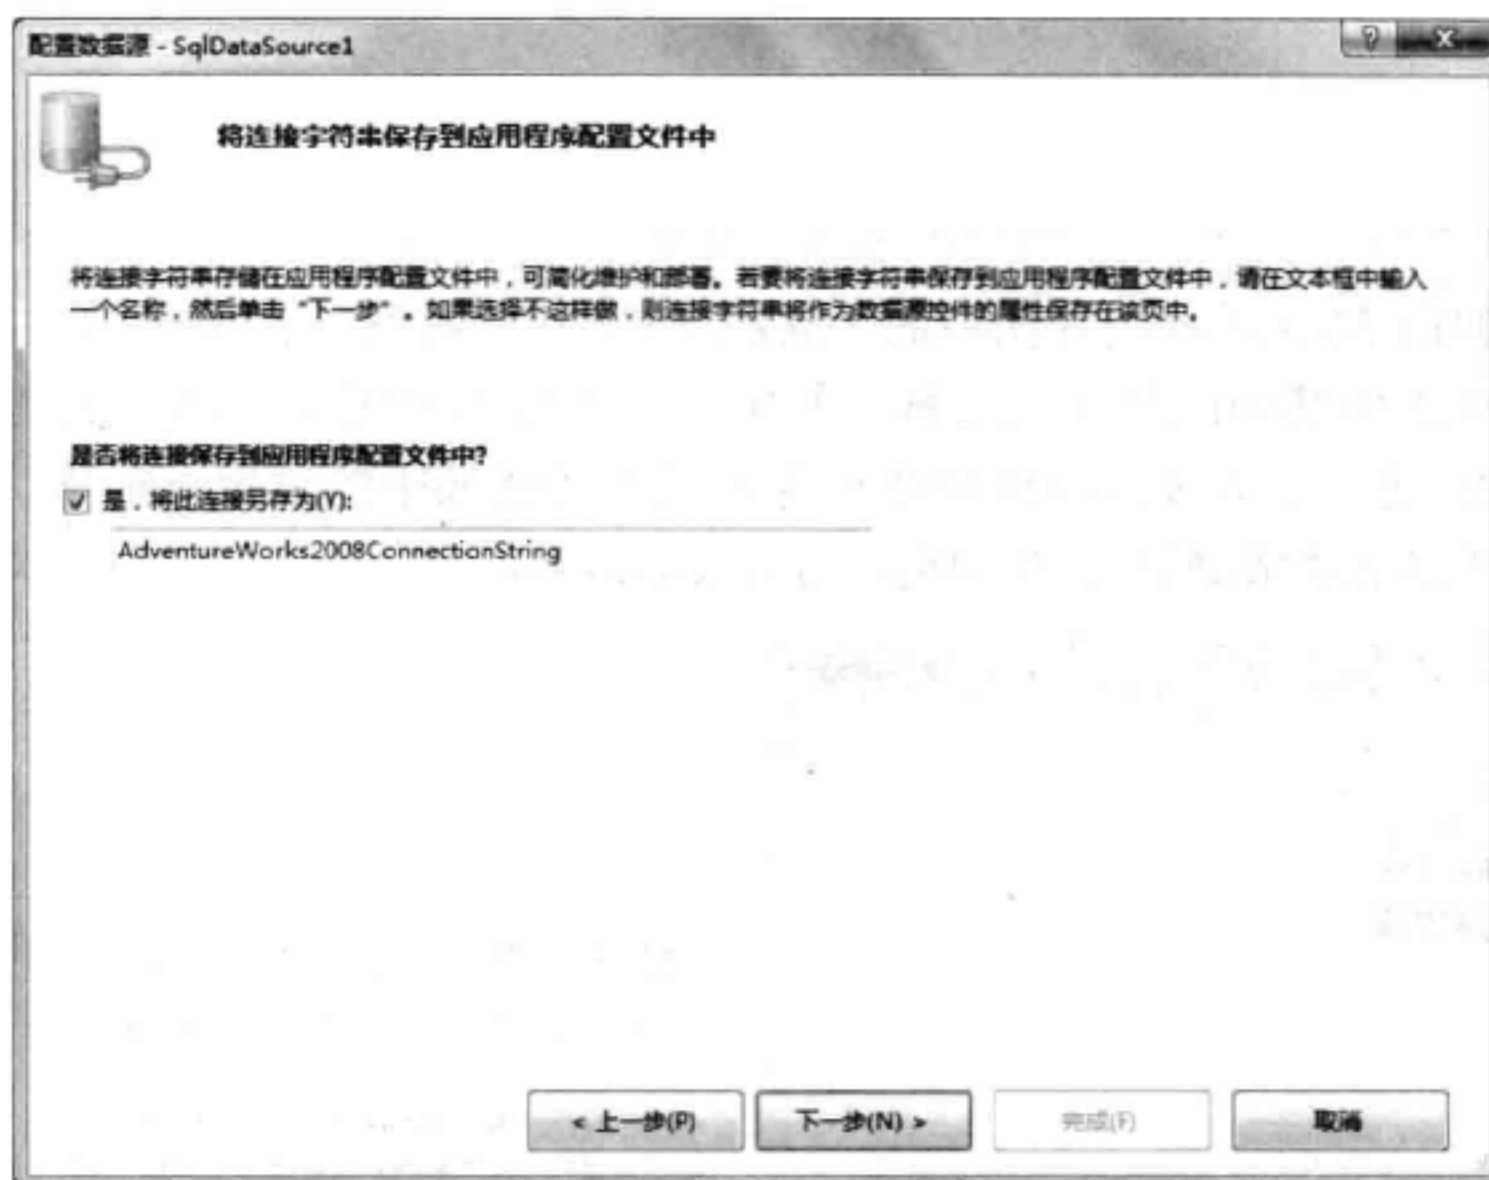 配置数据源 - SqlDataSource1
将连接字符串保存到应用程序配置文件中
将连接字符串存储在应用程序配置文件中，可简化维护和部署。若要将连接字符串保存到应用程序配置文件中，请在文本框中输入
一个名称，然后单击“下一步”。如果选择不这样做，则连接字符串将作为数据源控件的属性保存在该页中。
是否将连接保存到应用程序配置文件中?
是，将此连接另存为(Y):
AdventureWorks2008ConnectionString
< 上一步(P) 下一步(N) > 完成(F) 取消